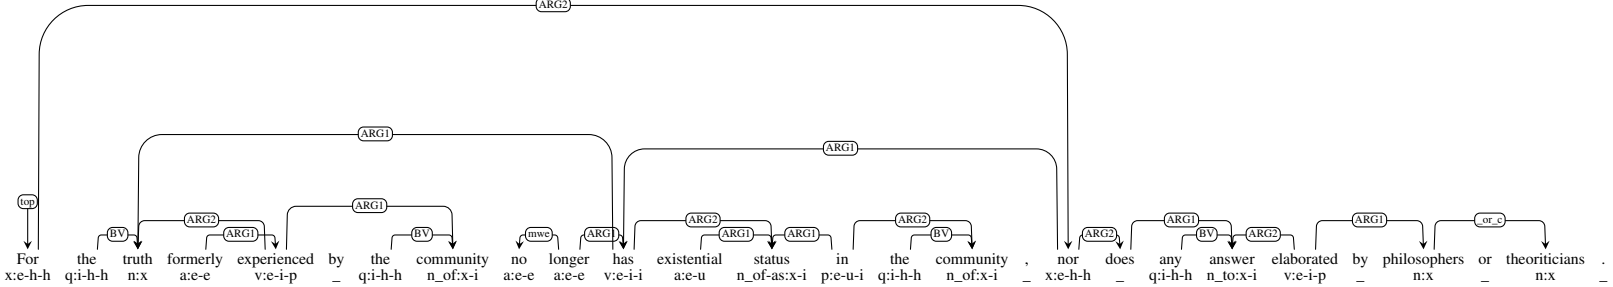 ARG2
ARG1
ARG1
top
ARG1
ARG2 ARG2 ARG2 ARG1 ARG1 _or_c
BV ARG1 BV mwe ARG1 ARG1 ARG1 BV ARG2 BV ARG2
For the truth formerly experienced by the community no longer has existential status in the community , nor does any answer elaborated by philosophers or theoriticians .
x:e-h-h q:i-h-h n:x a:e-e v:e-i-p _ q:i-h-h n_of:x-i a:e-e a:e-e v:e-i-i a:e-u n_of-as:x-i p:e-u-i q:i-h-h n_of:x-i _ x:e-h-h _ q:i-h-h n_to:x-i v:e-i-p _ n:x _ n:x _